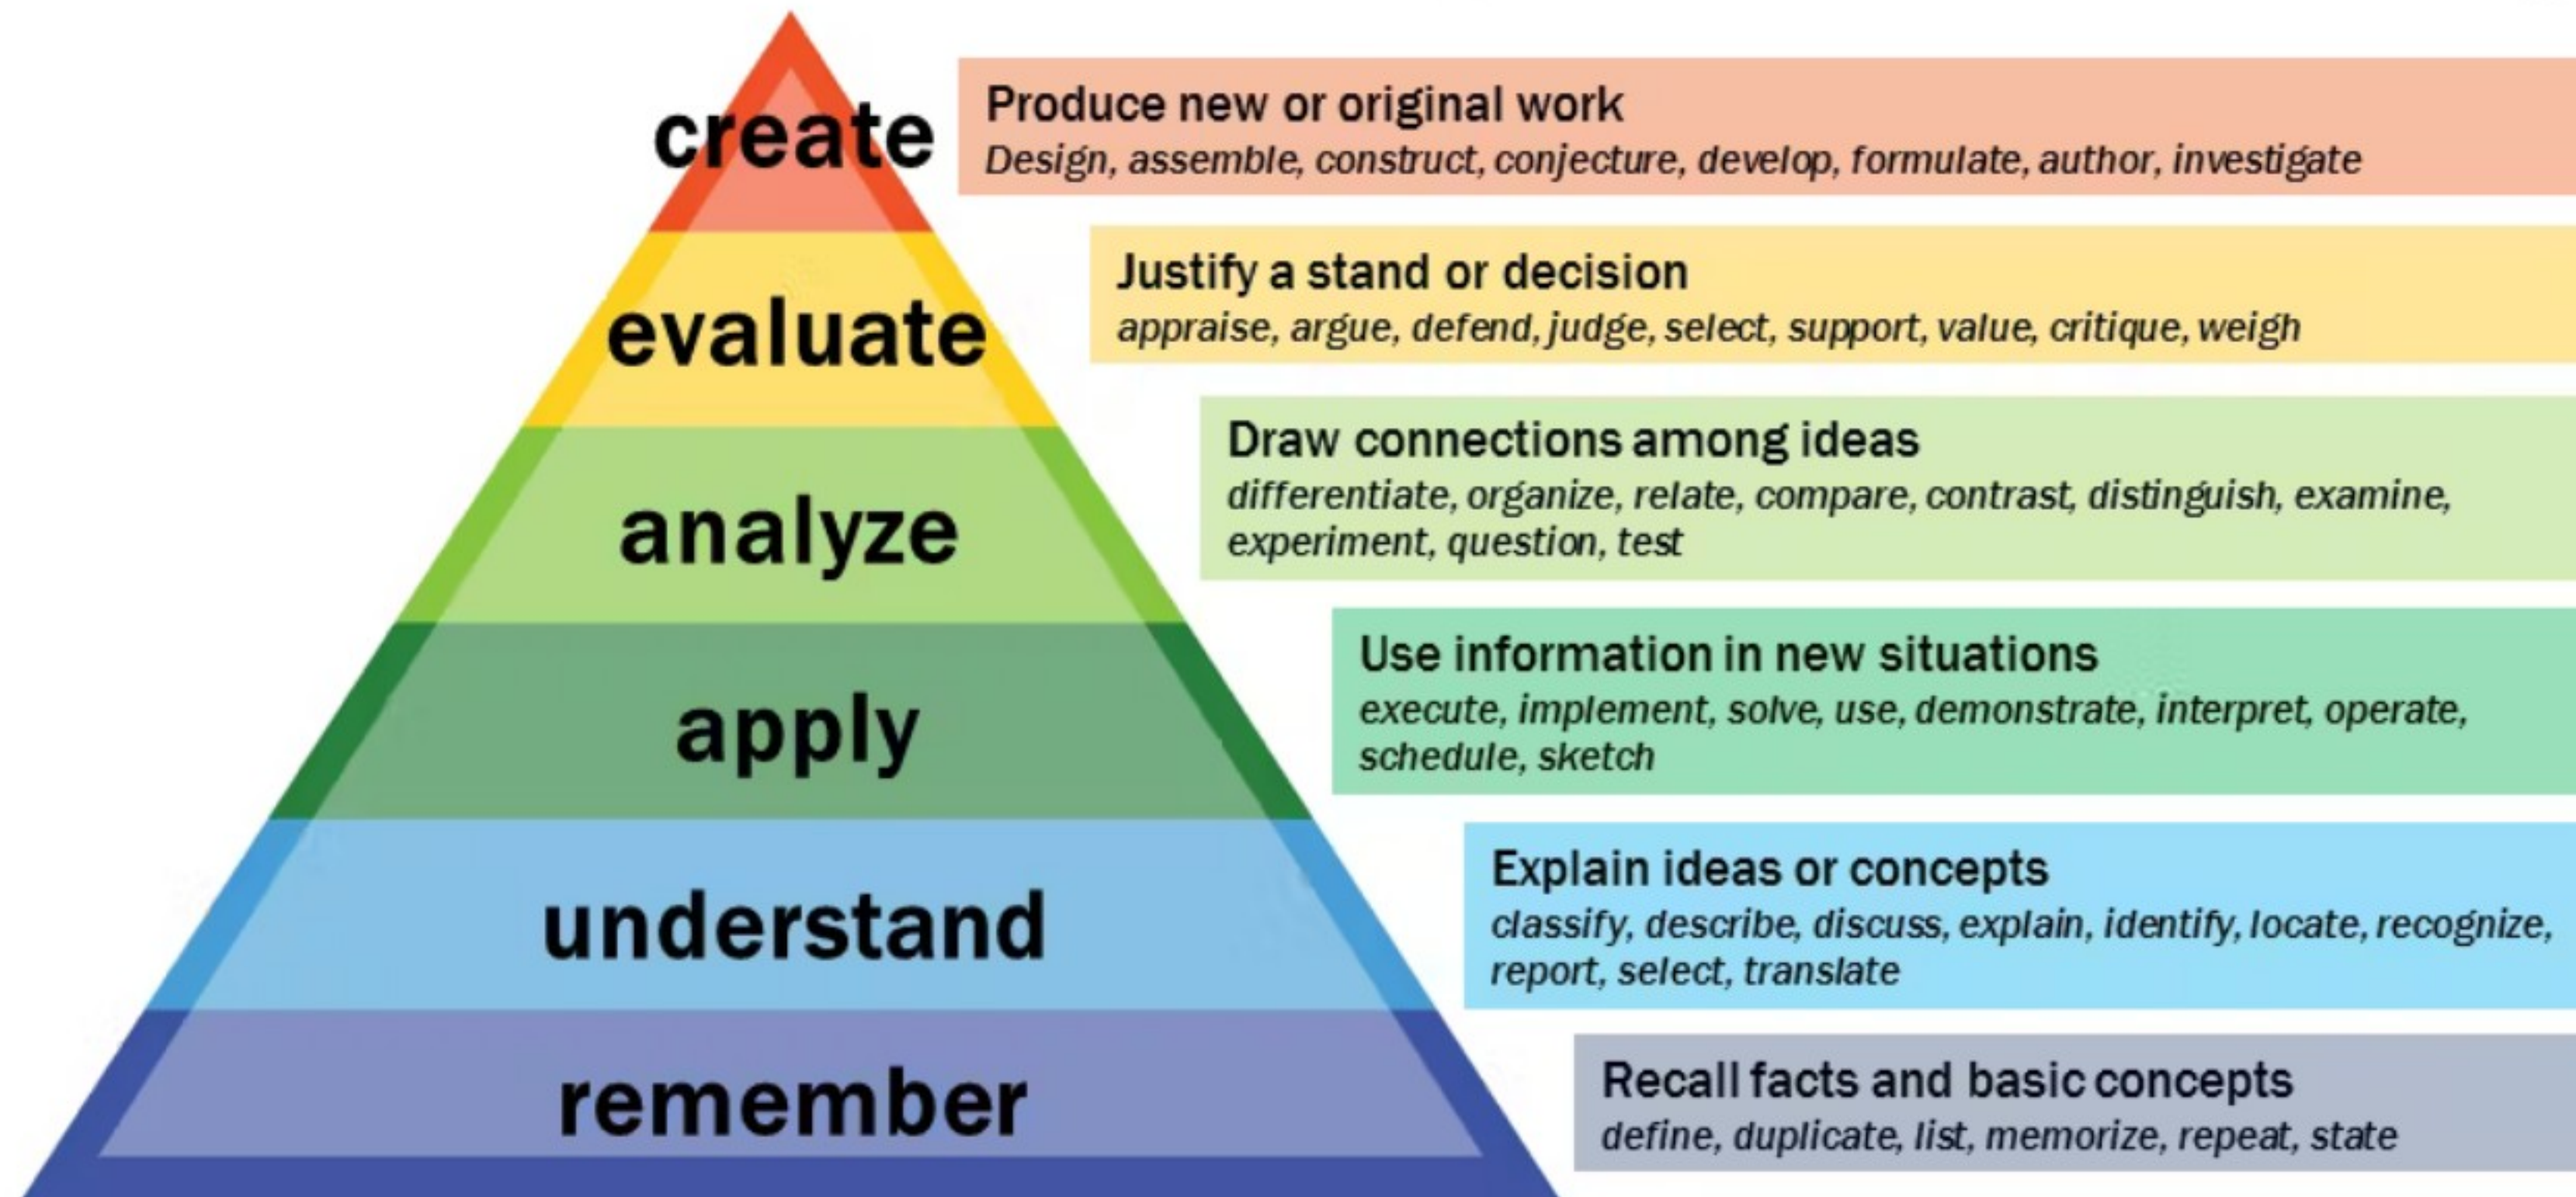 create
Produce new or original work
Design, assemble, construct, conjecture, develop, formulate, author, investigate
evaluate
Justify a stand or decision
appraise, argue, defend, judge, select, support, value, critique, weigh
analyze
Draw connections among ideas
differentiate, organize, relate, compare, contrast, distinguish, examine,
experiment, question, test
apply
Use information in new situations
execute, implement, solve, use, demonstrate, interpret, operate,
schedule, sketch
understand
Explain ideas or concepts
classify, describe, discuss, explain, identify, locate, recognize,
report, select, translate
remember
Recall facts and basic concepts
define, duplicate, list, memorize, repeat, state